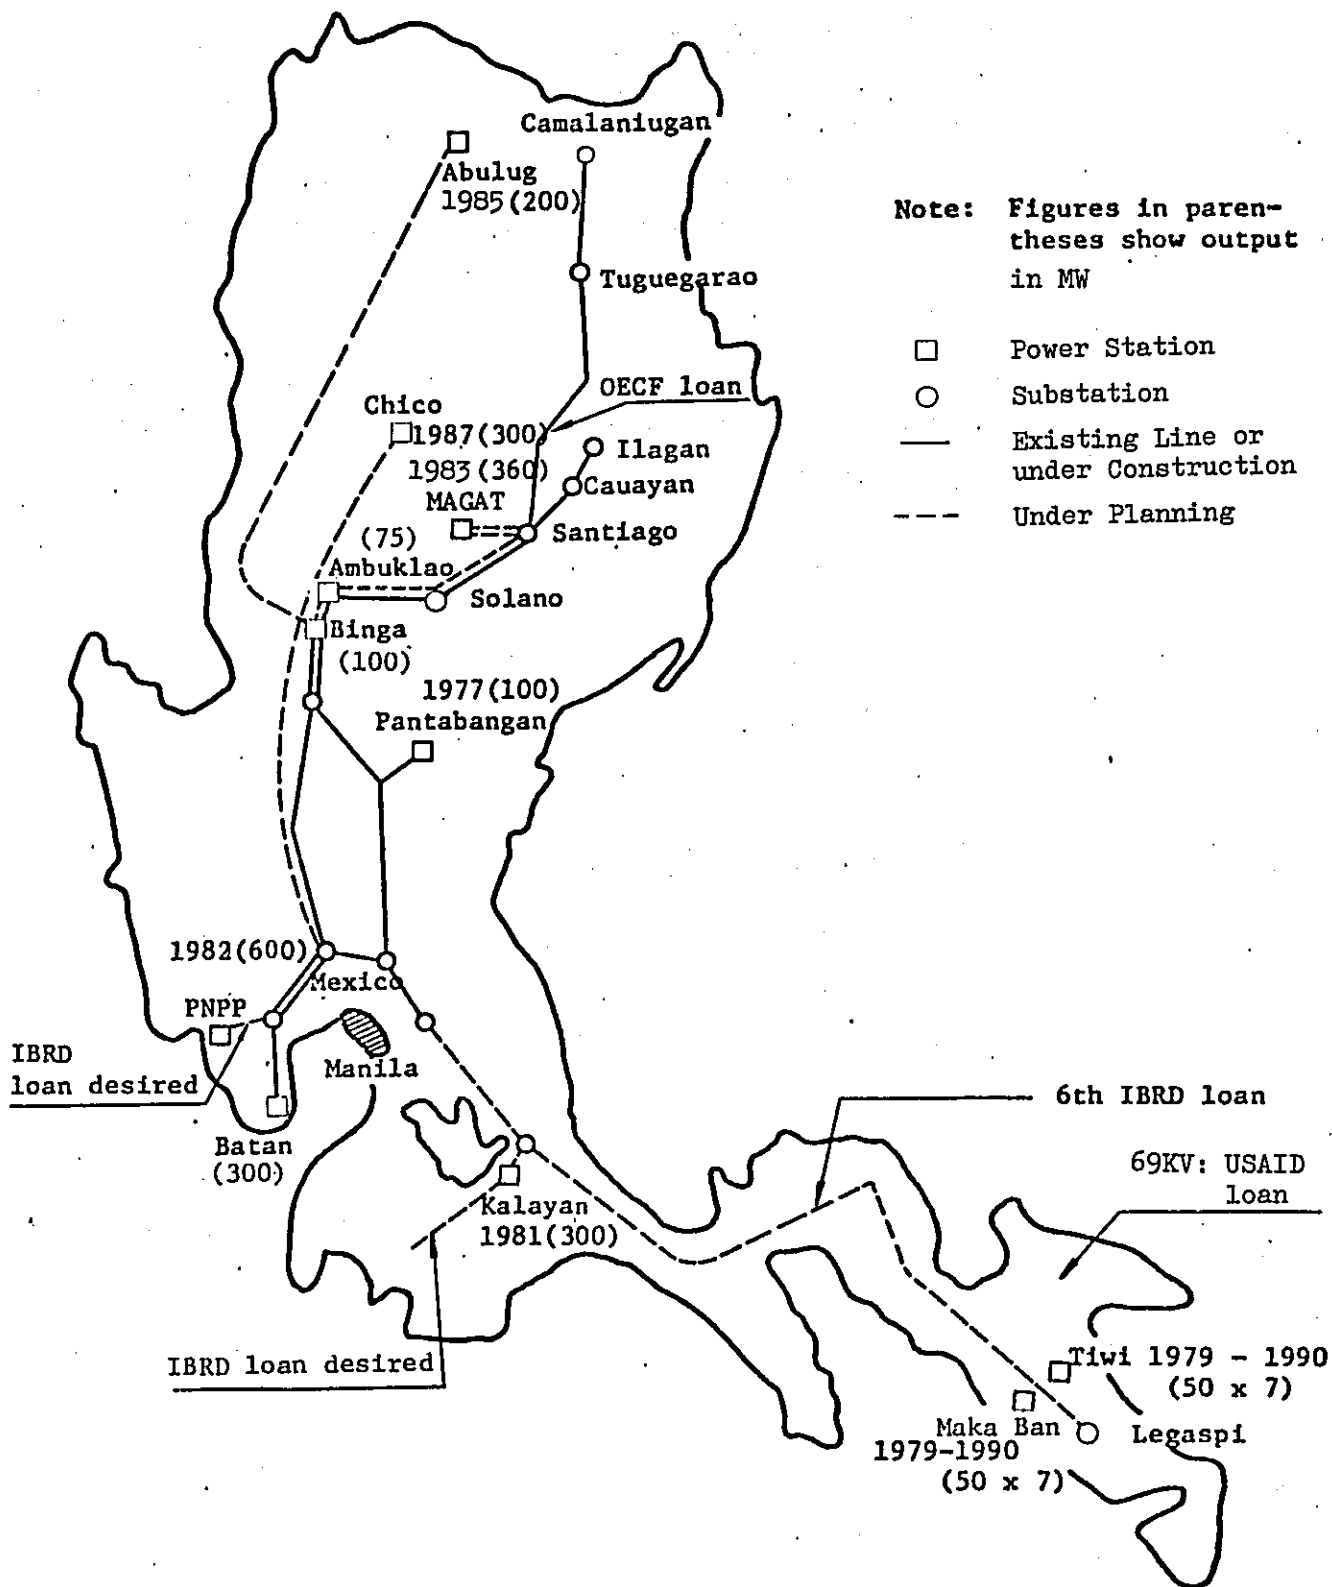 Camalaniugan
Abulug
1985(200)
Note: Figures in paren-
theses show output
in MW
Tuguegarao
Power Station
Substation
Existing Line or
under Construction
Under Planning
OECF loan
Chico
1987(300)
1983(360)
MAGAT
Ilagan
Cauayan
Santiago
(75)
Ambuklao
Solano
Binga
(100)
1977(100)
Pantabangan
1982(600)
Mexico
PNPP
IBRD
loan desired
Manila
Batan
(300)
6th IBRD loan
69KV: USAID
loan
Kalayan
1981(300)
IBRD loan desired
Tiwi 1979 - 1990
(50 x 7)
Maka Ban
1979-1990
(50 x 7)
Legaspi